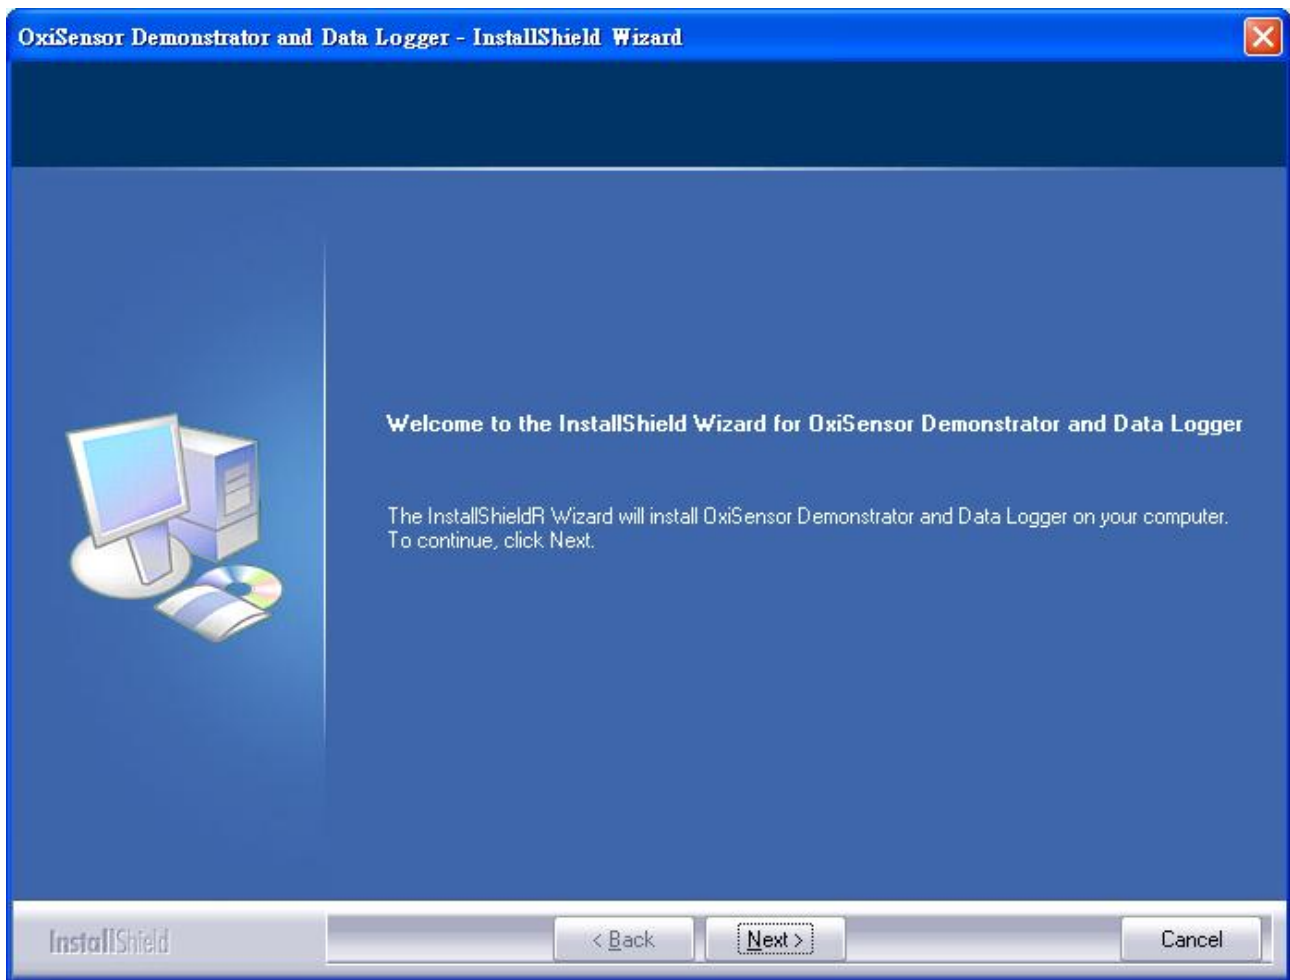 OxiSensor Demonstrator and Data Logger - InstallShield Wizard
Welcome to the InstallShield Wizard for OxiSensor Demonstrator and Data Logger
The InstallShieldR Wizard will install OxiSensor Demonstrator and Data Logger on your computer.
To continue, click Next.
InstallShield
< Back
Next >
Cancel